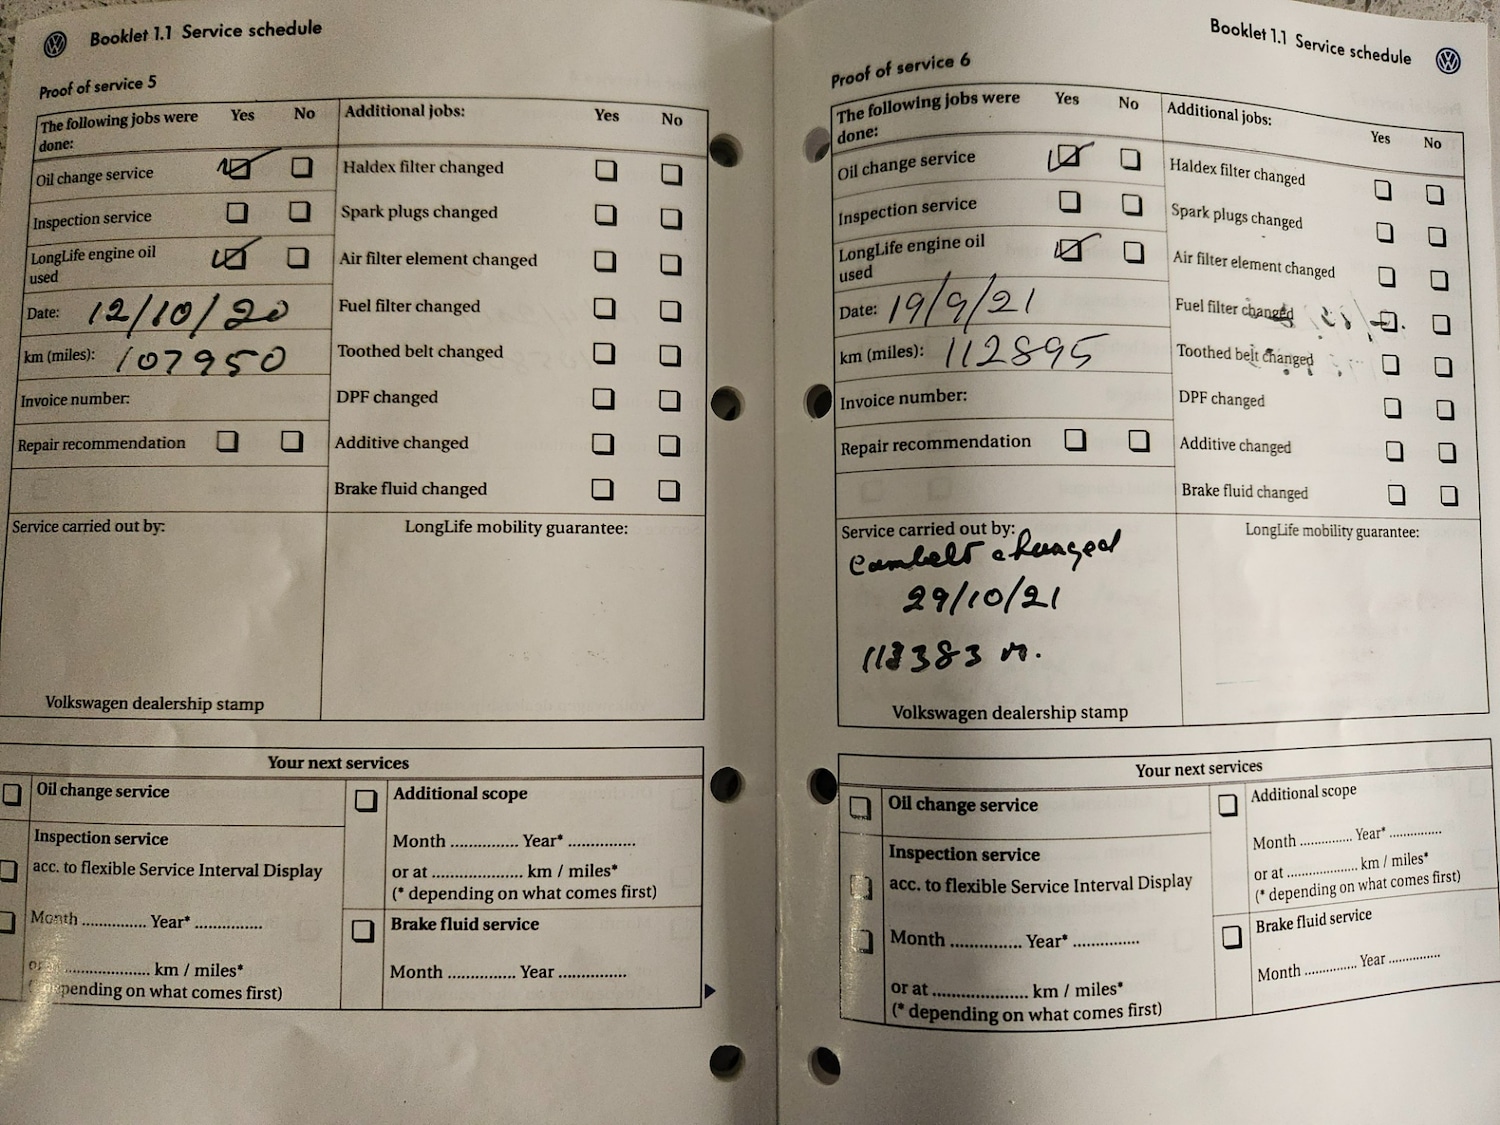 Booklet 1.1 Service schedule
Proof of service 5
The following jobs were done: Yes No
Additional jobs: Yes No
Oil change service
Haldex filter changed
Inspection service
Spark plugs changed
LongLife engine oil used
Air filter element changed
Date: 12/10/20
Fuel filter changed
km (miles): 107950
Toothed belt changed
Invoice number:
DPF changed
Repair recommendation
Additive changed
Brake fluid changed
Service carried out by:
LongLife mobility guarantee:
Volkswagen dealership stamp
Your next services
Oil change service
Additional scope
Month .............. Year* ..............
or at ................... km / miles*
(* depending on what comes first)
Inspection service
acc. to flexible Service Interval Display
Month .............. Year* ..............
................... km / miles*
pending on what comes first)
Brake fluid service
Month .............. Year ..............
Booklet 1.1 Service schedule
Proof of service 6
The following jobs were done: Yes No
Additional jobs: Yes No
Oil change service
Haldex filter changed
Inspection service
Spark plugs changed
LongLife engine oil used
Air filter element changed
Date: 19/9/21
Fuel filter changed
km (miles): 112895
Toothed belt changed
Invoice number:
DPF changed
Repair recommendation
Additive changed
Brake fluid changed
Service carried out by:
LongLife mobility guarantee:
Cambelt changed
29/10/21
383 m.
Volkswagen dealership stamp
Your next services
Oil change service
Additional scope
Month .............. Year* ..............
or at ................... km / miles*
(* depending on what comes first)
Inspection service
acc. to flexible Service Interval Display
Month .............. Year* ..............
or at ................... km / miles*
(* depending on what comes first)
Brake fluid service
Month .............. Year ..............